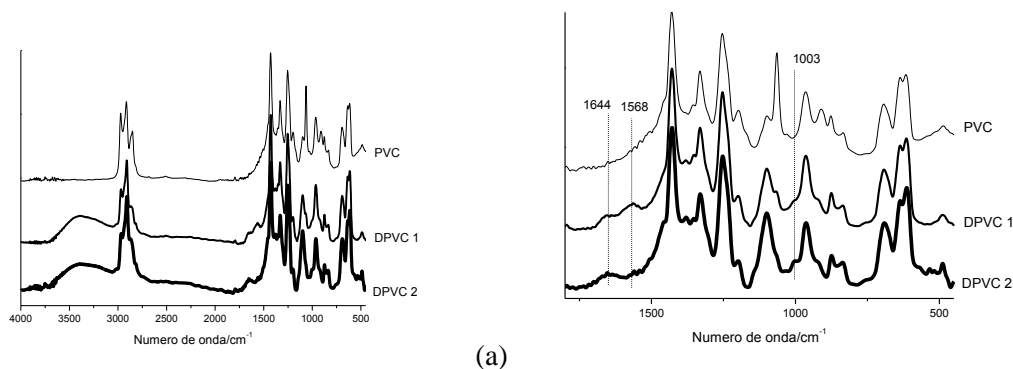 PVC
DPVC 1
DPVC 2
4000 3500 3000 2500 2000 1500 1000 500
Numero de onda/cm-1
1003
1644 1568
PVC
DPVC 1
DPVC 2
1500 1000 500
Numero de onda/cm-1
(a)